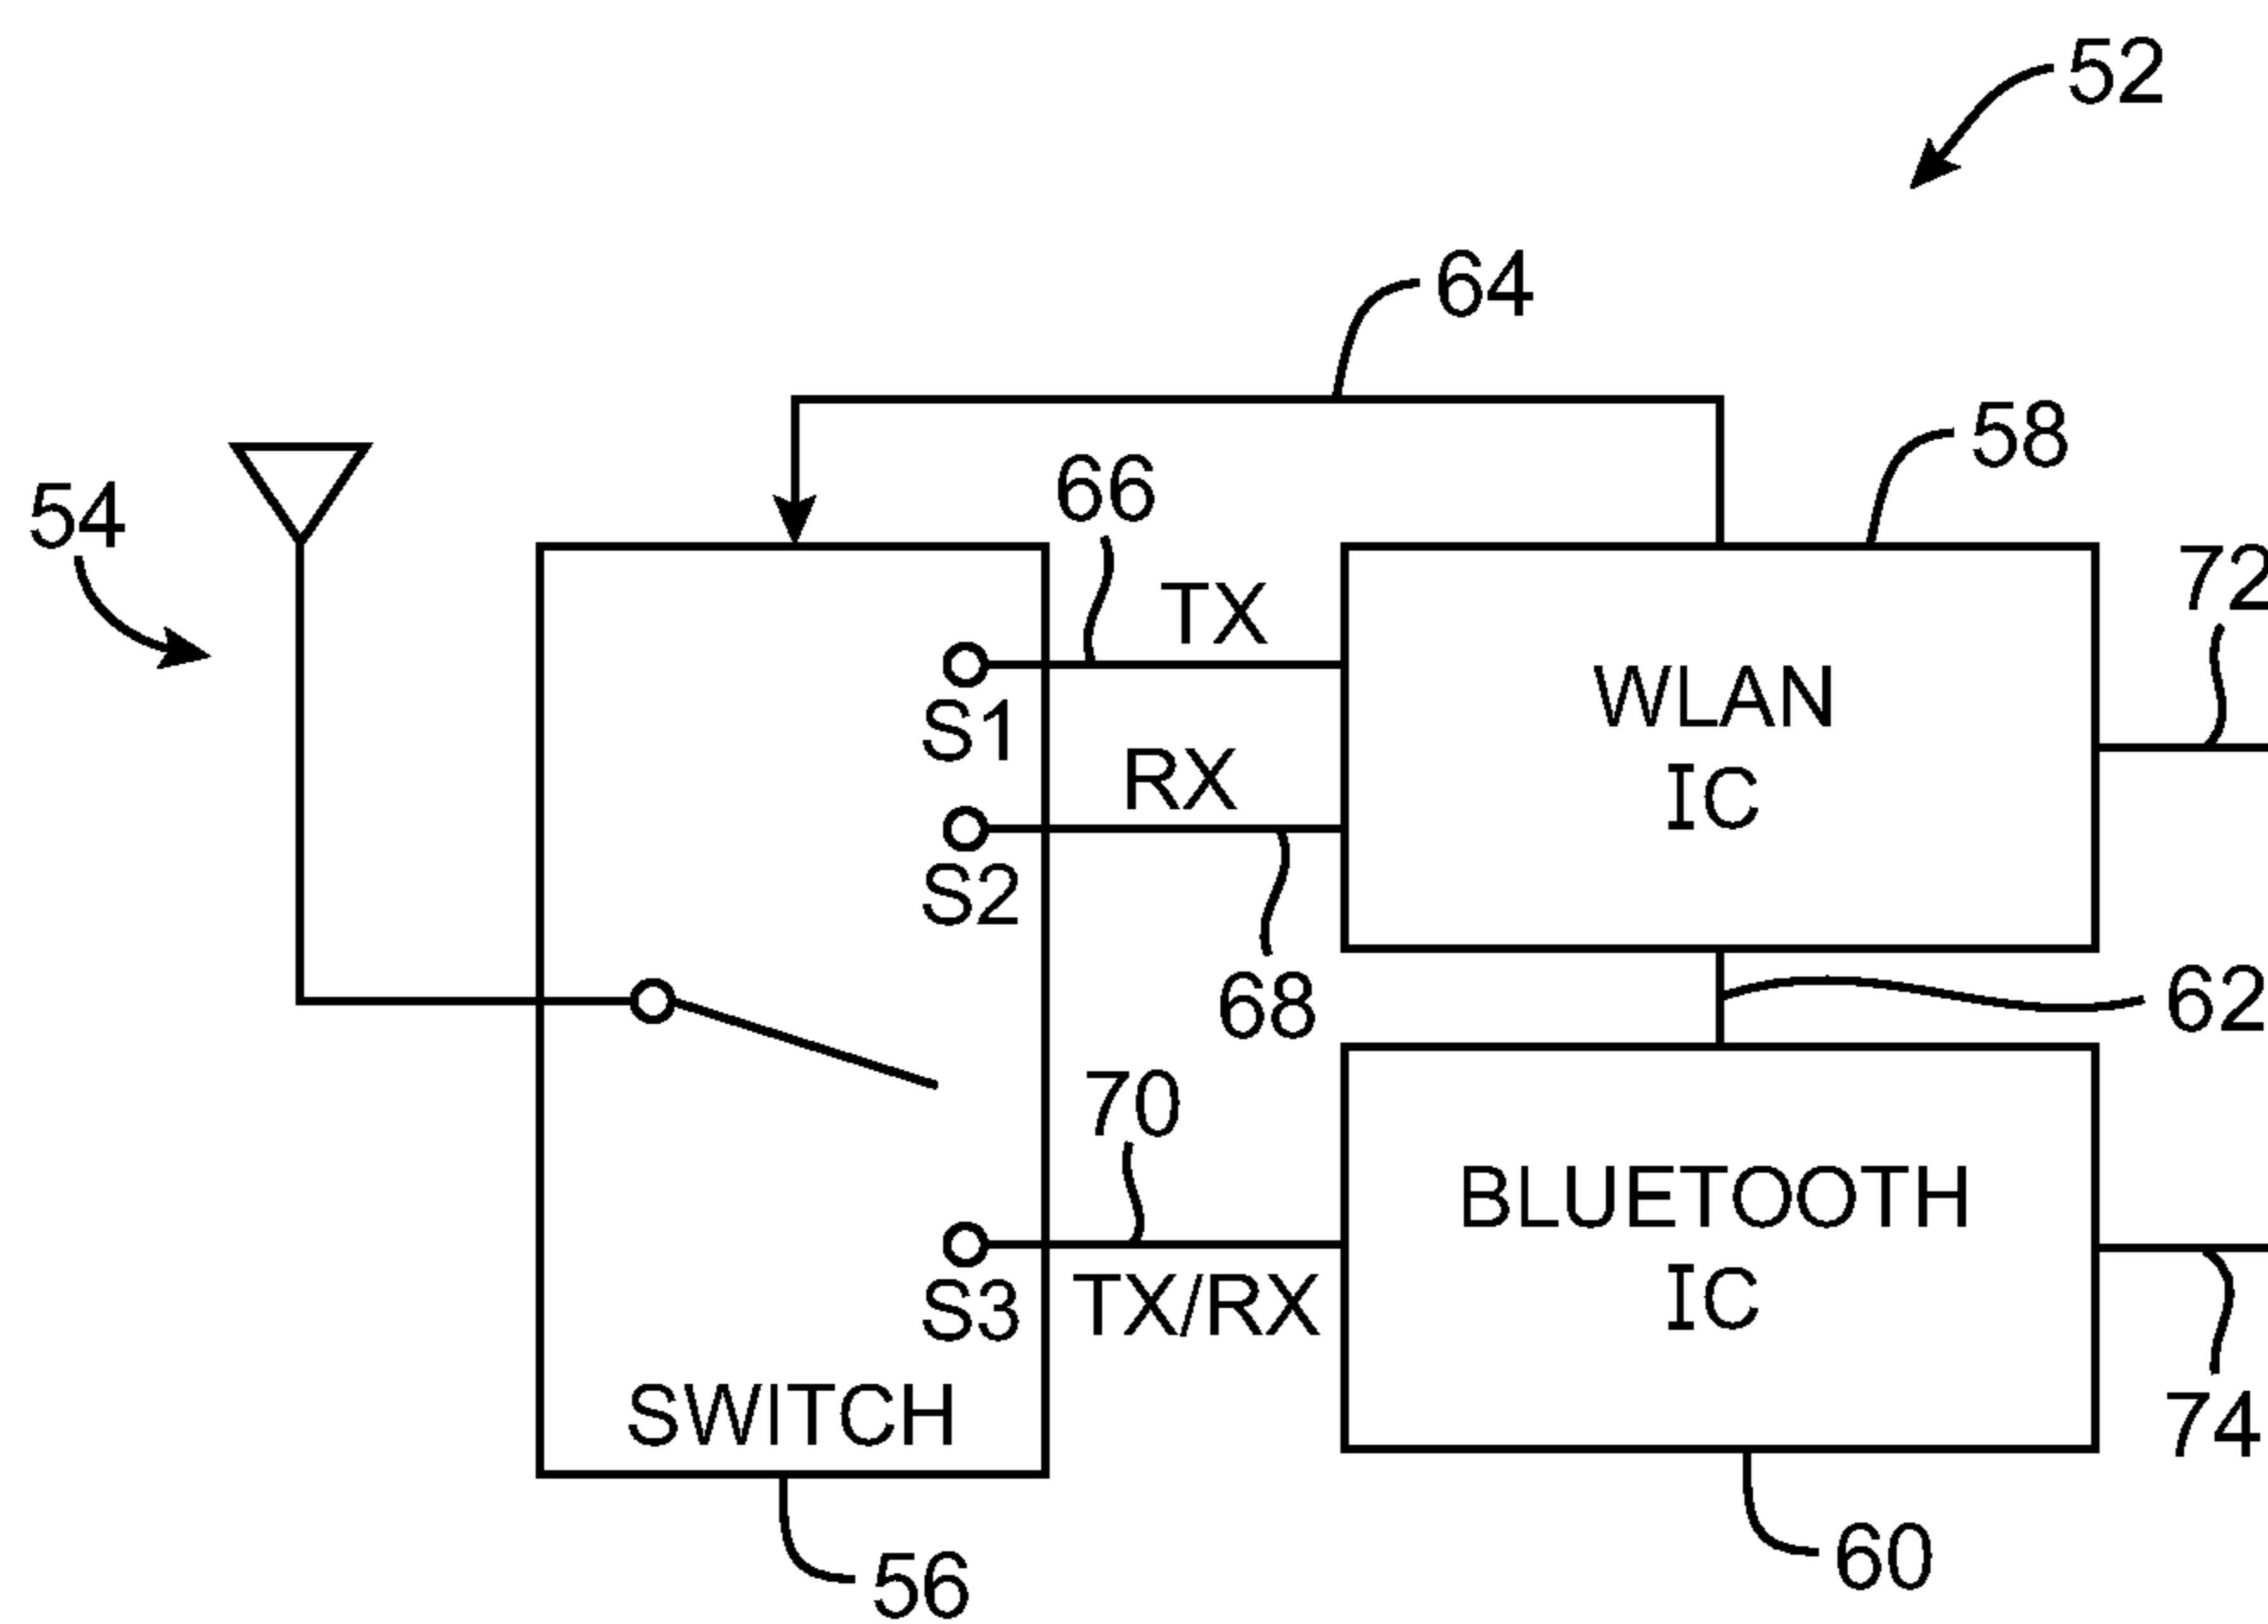 52
64
58
54
66
72
TX
S1
WLAN
IC
RX
S2
68
62
70
BLUETOOTH
IC
S3
TX/RX
SWITCH
74
56
60